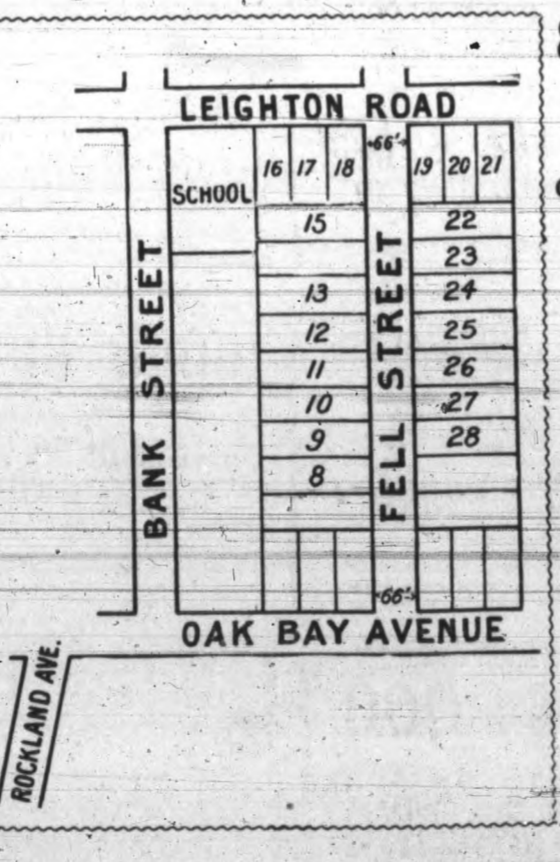 LEIGHTON ROAD
66'
16 17 18 19 20 21
SCHOOL
15 22
23
13 24
12 25
11 26
10 27
9 28
8
BANK STREET
FELL STREET
66'
OAK BAY AVENUE
ROCKLAND AVE.